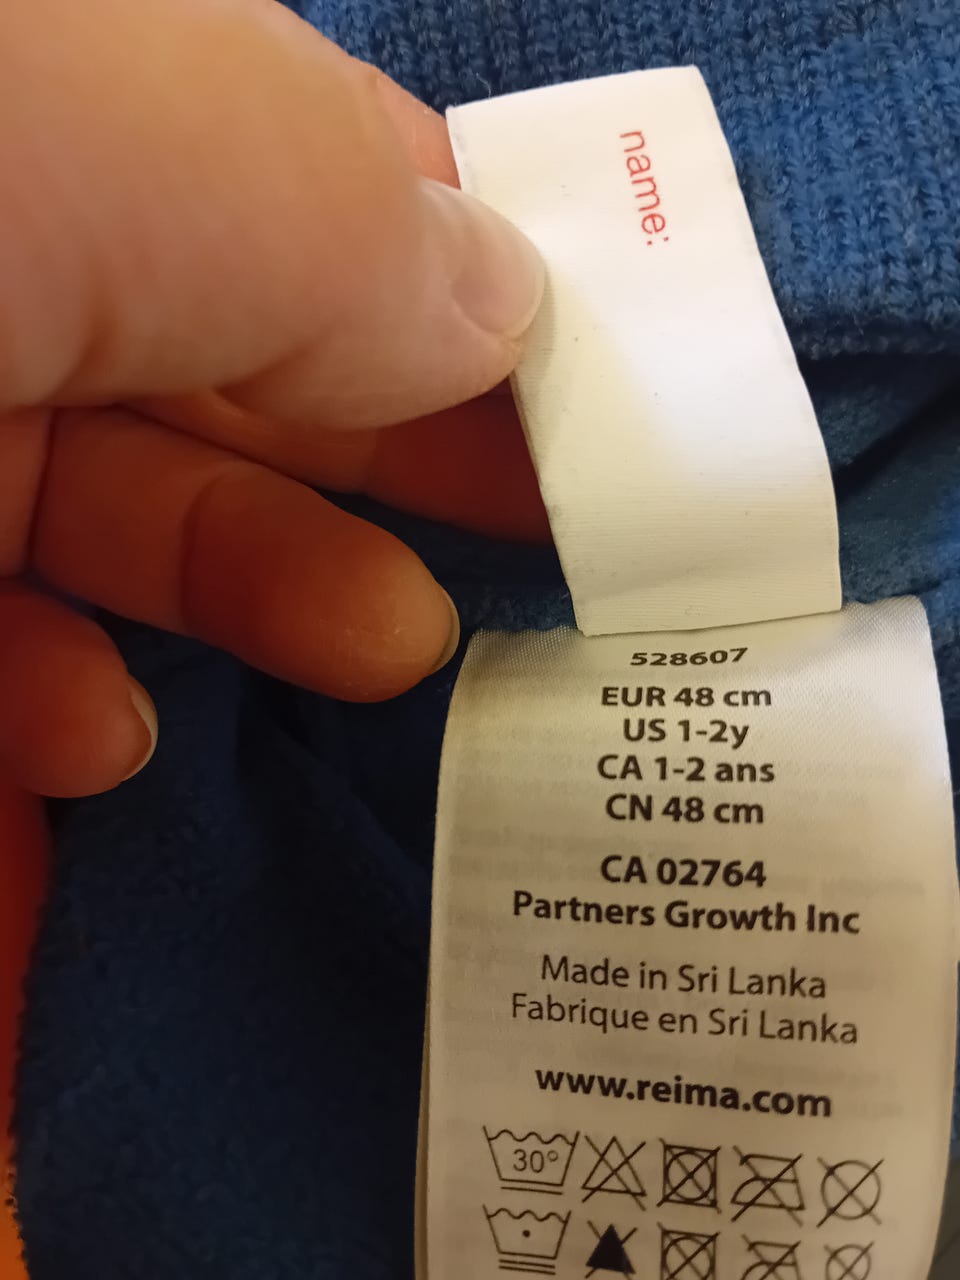 name:
528607
EUR 48 cm
US 1-2y
CA 1-2 ans
CN 48 cm
CA 02764
Partners Growth Inc
Made in Sri Lanka
Fabrique en Sri Lanka
www.reima.com
30°